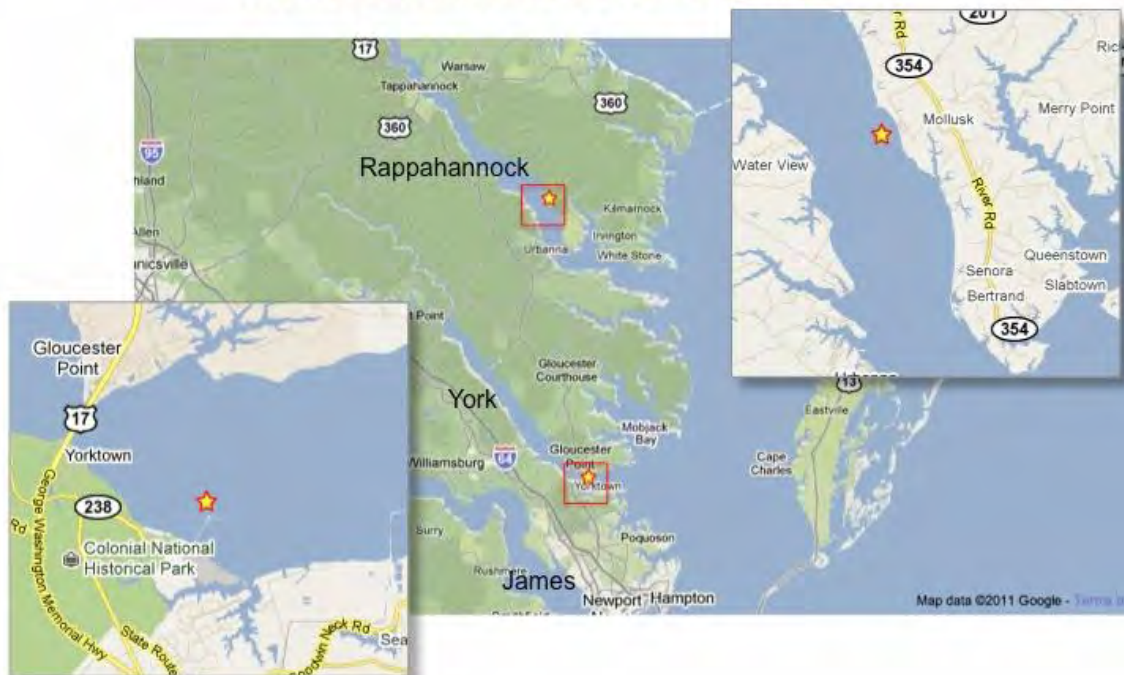 17
Warsaw
Tappahannock
360
360
95
Rappahannock
Kilmarnock
Irvington
White Stone
Urbanna
Allen
Gloucester
Courthouse
York
Mobjack
Bay
64
Williamsburg
Gloucester
Point
Yorktown
Surry
Poquoson
Rushmere
James
Newport
Hampton
13
Eastville
Cape
Charles
Map data ©2011 Google -
201
354
Mollusk
Merry Point
Water View
River Rd
Queenstown
Senora
Slabtown
Bertrand
354
Gloucester
Point
17
Yorktown
238
Rd
Colonial National
Historical Park
George Washington Memorial Hwy
State Route
Goodwin Neck Rd
Sea